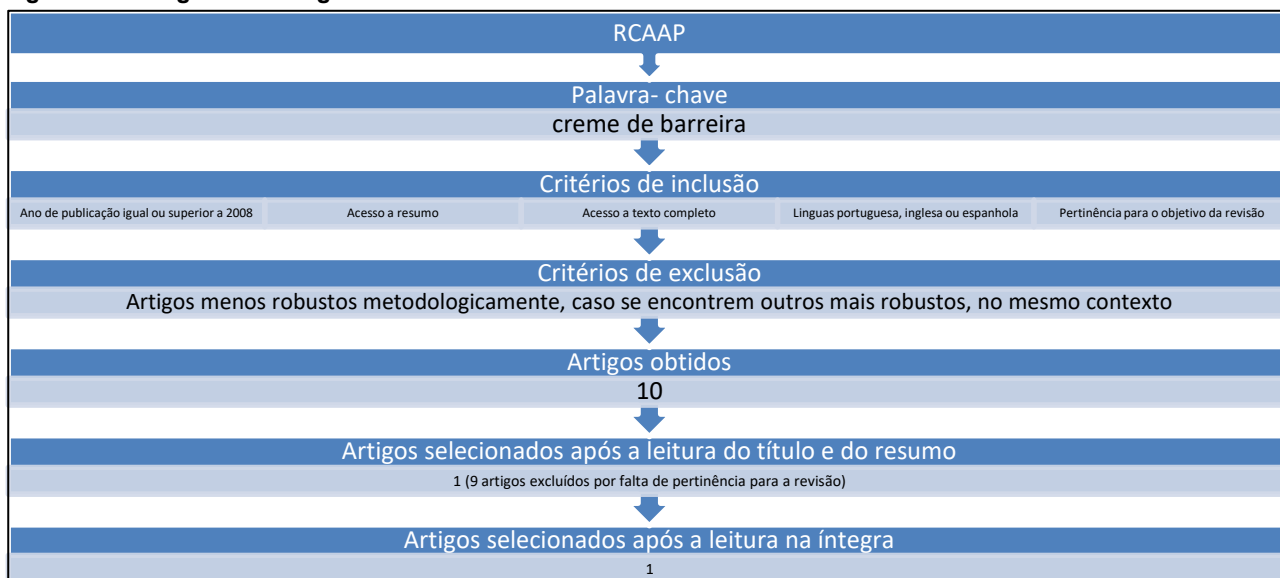 RCAAP
Palavra- chave
creme de barreira
Critérios de inclusão
Ano de publicação igual ou superior a 2008
Acesso a resumo
Acesso a texto completo
Linguas portuguesa, inglesa ou espanhola
Pertinência para o objetivo da revisão
Critérios de exclusão
Artigos menos robustos metodologicamente, caso se encontrem outros mais robustos, no mesmo contexto
Artigos obtidos
10
Artigos selecionados após a leitura do título e do resumo
1 (9 artigos excluídos por falta de pertinência para a revisão)
Artigos selecionados após a leitura na íntegra
1